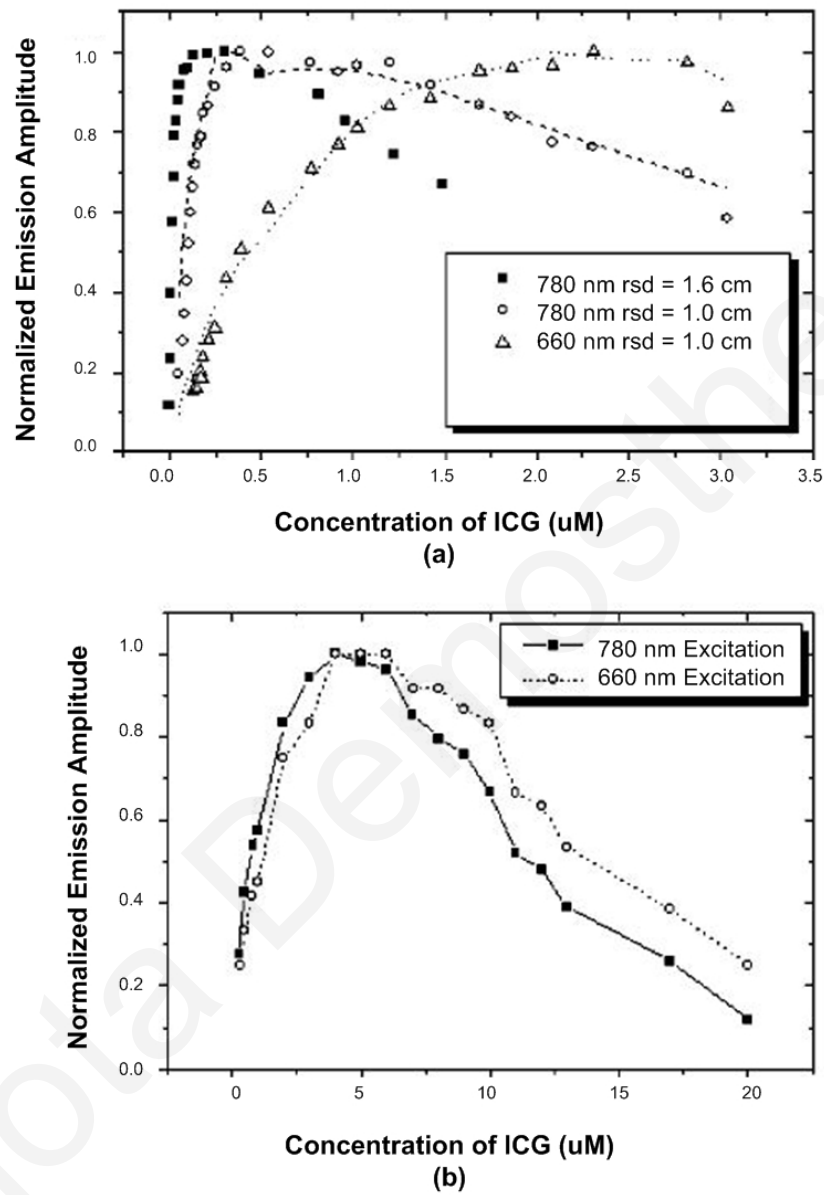 Normalized Emission Amplitude
1.0
0.8
0.6
0.4
0.2
0.0
780 nm rsd = 1.6 cm
780 nm rsd = 1.0 cm
660 nm rsd = 1.0 cm
0.0 0.5 1.0 1.5 2.0 2.5 3.0 3.5
Concentration of ICG (uM)
(a)
Normalized Emission Amplitude
1.0
0.8
0.6
0.4
0.2
0.0
780 nm Excitation
660 nm Excitation
0 5 10 15 20
Concentration of ICG (uM)
(b)
ota Demosthe